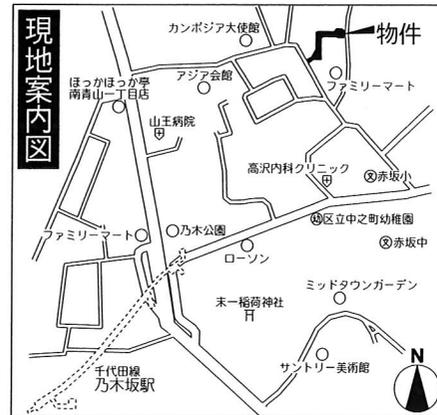 現地案内図
カンボジア大使館
物件
ほっかほっか亭
南青山一丁目店
アジア会館
ファミリーマート
山王病院
高沢内科クリニック
文赤坂小
幼区立中之町幼稚園
ファミリーマート
乃木公園
文赤坂中
ローソン
末一稲荷神社
ミッドタウンガーデン
千代田線
乃木坂駅
サントリー美術館
N